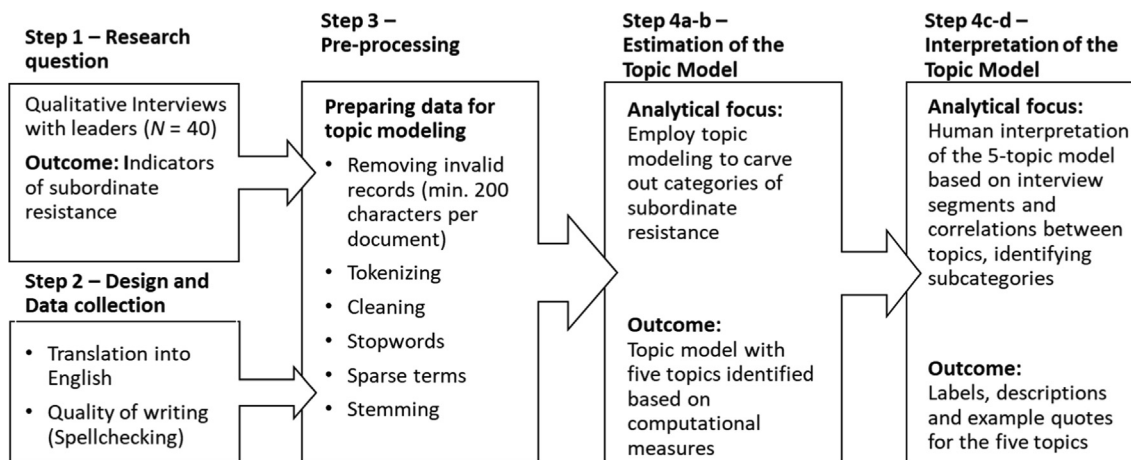 Step 1 – Research
question
Qualitative Interviews
with leaders (N = 40)
Outcome: Indicators
of subordinate
resistance
Step 2 – Design and
Data collection
• Translation into
English
• Quality of writing
(Spellchecking)
Step 3 –
Pre-processing
Preparing data for
topic modeling
• Removing invalid
records (min. 200
characters per
document)
• Tokenizing
• Cleaning
• Stopwords
• Sparse terms
• Stemming
Step 4a-b –
Estimation of the
Topic Model
Analytical focus:
Employ topic
modeling to carve
out categories of
subordinate
resistance
Outcome:
Topic model with
five topics identified
based on
computational
measures
Step 4c-d –
Interpretation of the
Topic Model
Analytical focus:
Human interpretation
of the 5-topic model
based on interview
segments and
correlations between
topics, identifying
subcategories
Outcome:
Labels, descriptions
and example quotes
for the five topics